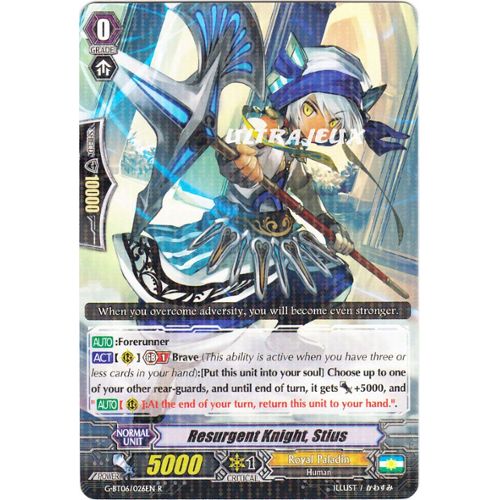 0
GRADE
ULTRAJEUX
SHIELD
10000
When you overcome adversity, you will become even stronger.
AUTO:Forerunner
ACT [ ] 1 Brave (This ability is active when you have three or
less cards in your hand):[Put this unit into your soul] Choose up to one
of your other rear-guards, and until end of turn, it gets +5000, and
" AUTO [ ]:At the end of your turn, return this unit to your hand.".
NORMAL
UNIT
Resurgent Knight, Stius
POWER
5000
1
CRITICAL
Royal Paladin
Human
G-BT06/026EN R
ILLUST / かわすみ